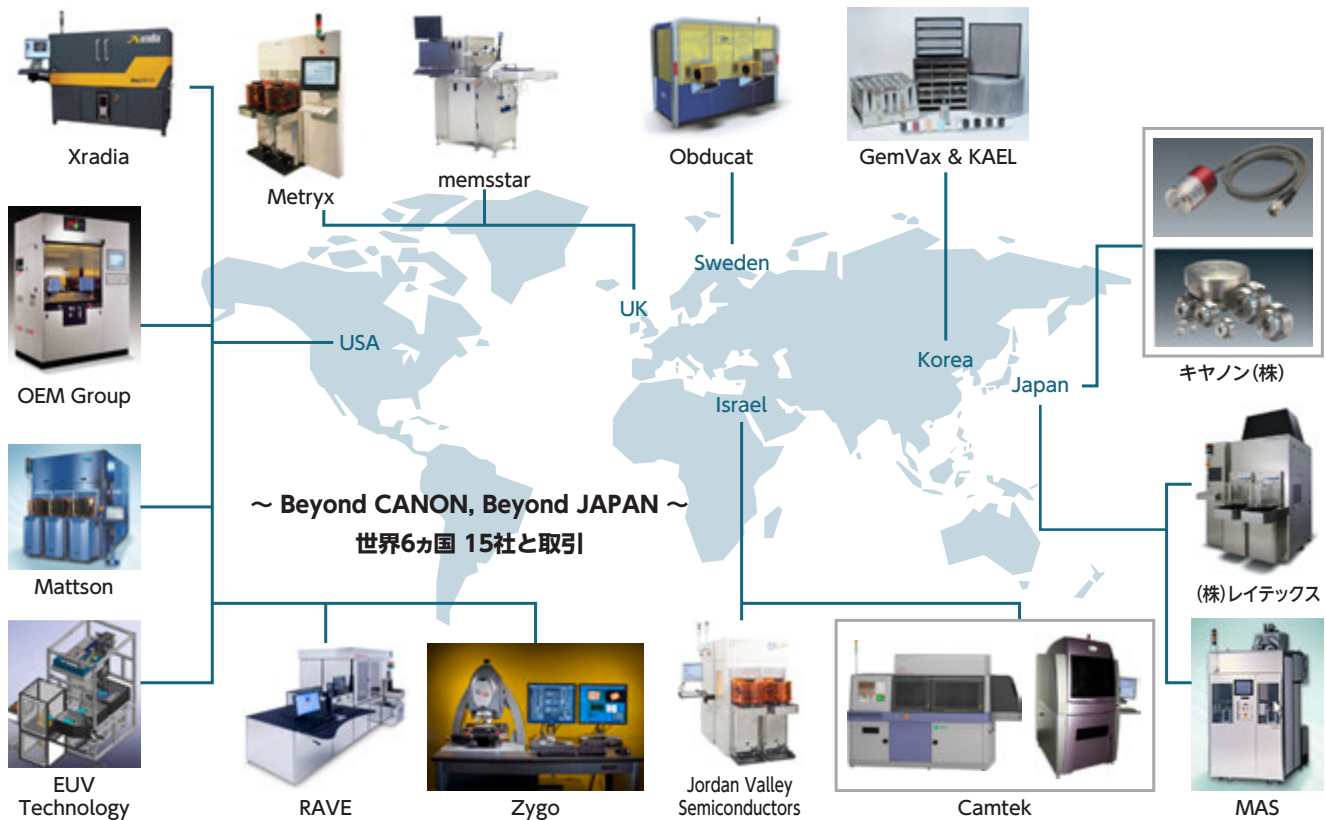 Xradia
Xradia
Metryx
memsstar
Obducat
GemVax & KAEL
キヤノン(株)
OEM Group
Sweden
UK
USA
Korea
Japan
Israel
Mattson
～ Beyond CANON, Beyond JAPAN ～
世界6ヵ国 15社と取引
(株)レイテックス
EUV
Technology
RAVE
Zygo
Jordan Valley
Semiconductors
Camtek
MAS